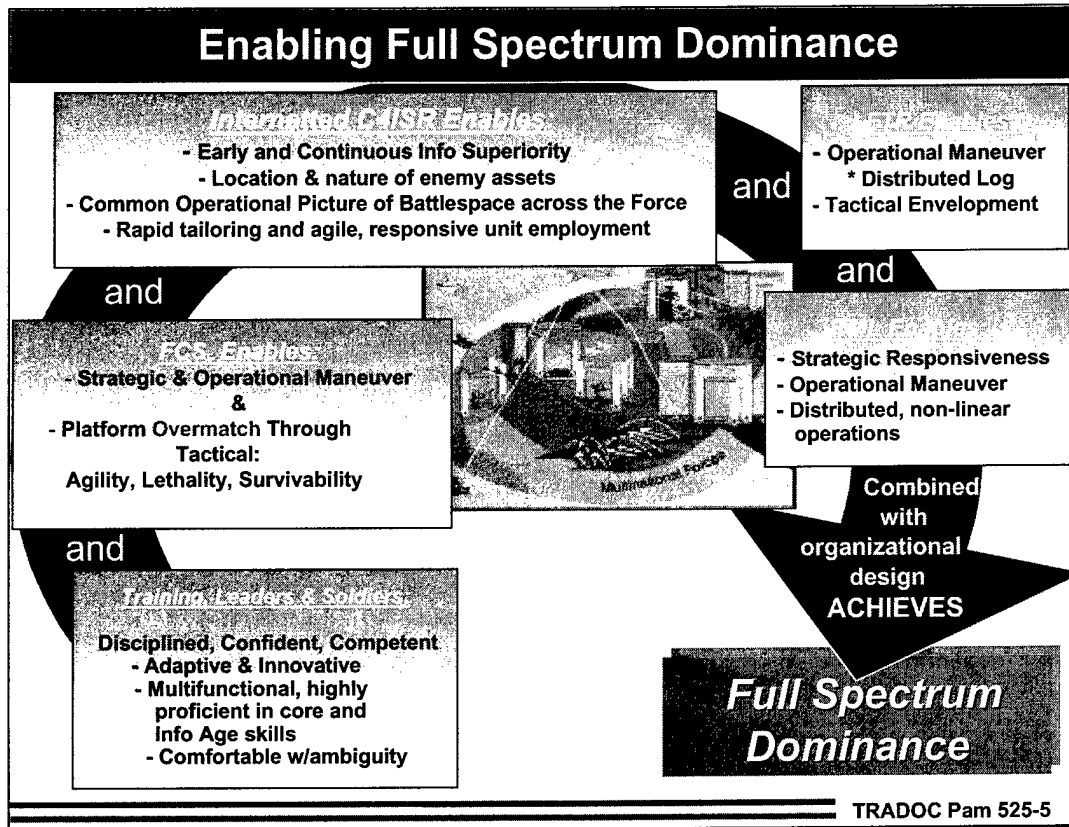 Enabling Full Spectrum Dominance
Internetted C4ISR Enables:
- Early and Continuous Info Superiority
- Location & nature of enemy assets
- Common Operational Picture of Battlespace across the Force
- Rapid tailoring and agile, responsive unit employment
and
Enables:
- Operational Maneuver
* Distributed Log
- Tactical Envelopment
and
and
FCS Enables:
- Strategic & Operational Maneuver
&
- Platform Overmatch Through
Tactical:
Agility, Lethality, Survivability
Multinational Forces
- Strategic Responsiveness
- Operational Maneuver
- Distributed, non-linear
operations
and
Training, Leaders & Soldiers
Disciplined, Confident, Competent
- Adaptive & Innovative
- Multifunctional, highly
proficient in core and
Info Age skills
- Comfortable w/ambiguity
Combined
with
organizational
design
ACHIEVES
Full Spectrum
Dominance
TRADOC Pam 525-5